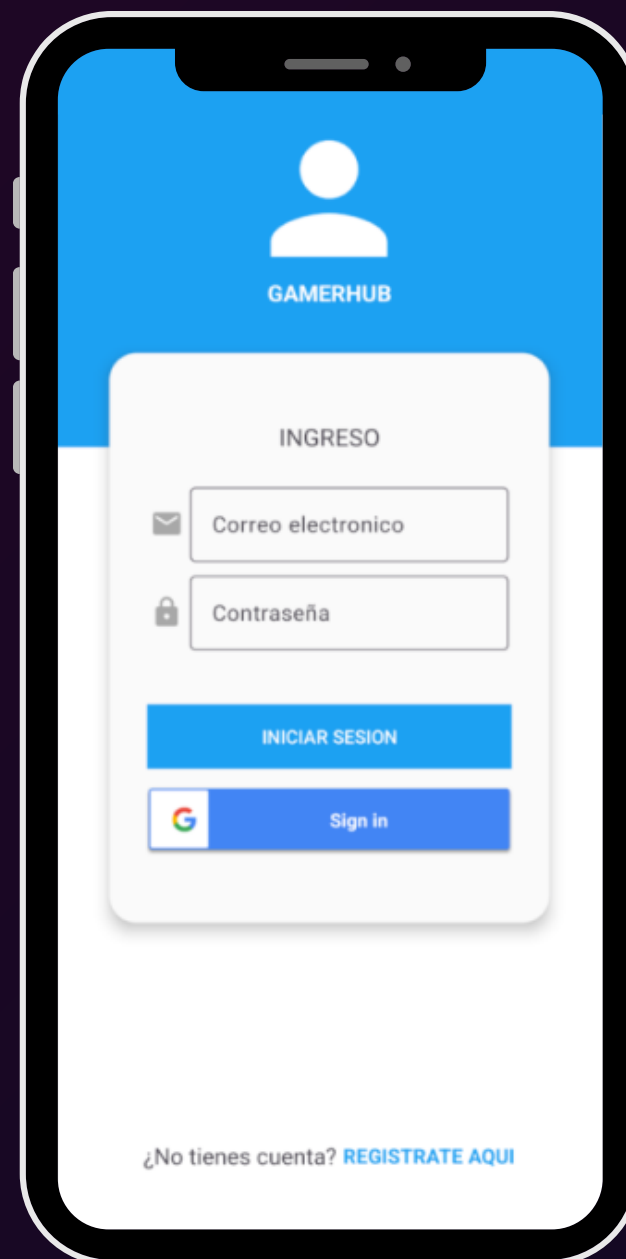 GAMERHUB
INGRESO
Correo electronico
Contraseña
INICIAR SESION
G Sign in
¿No tienes cuenta? REGISTRATE AQUI